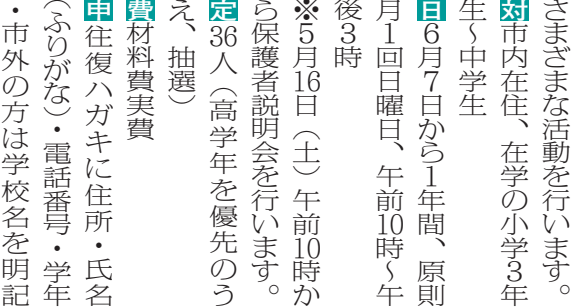 さまざまな活動を行います。
対市内在住、在学の小学3年
生~中学生
日6月7日から1年間、原則
月1回日曜日、午前10時~午
後3時
※5月16日(土)午前10時か
ら保護者説明会を行います。
定36人(高学年を優先のう
え、抽選)
費材料費実費
申往復ハガキに住所・氏名
(ふりがな)・電話番号・学年
・市外の方は学校名を明記